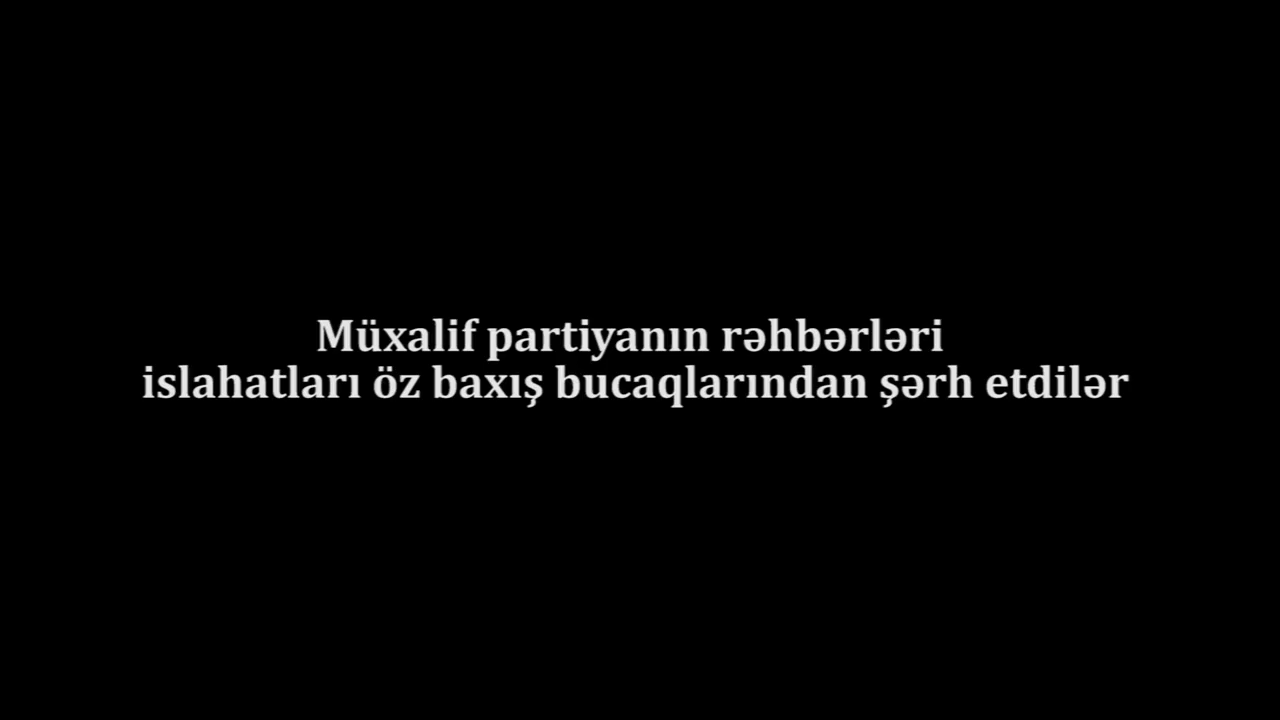 Müxalif partiyanın rəhbərləri
islahatları öz baxış bucaqlarından şərh etdilər